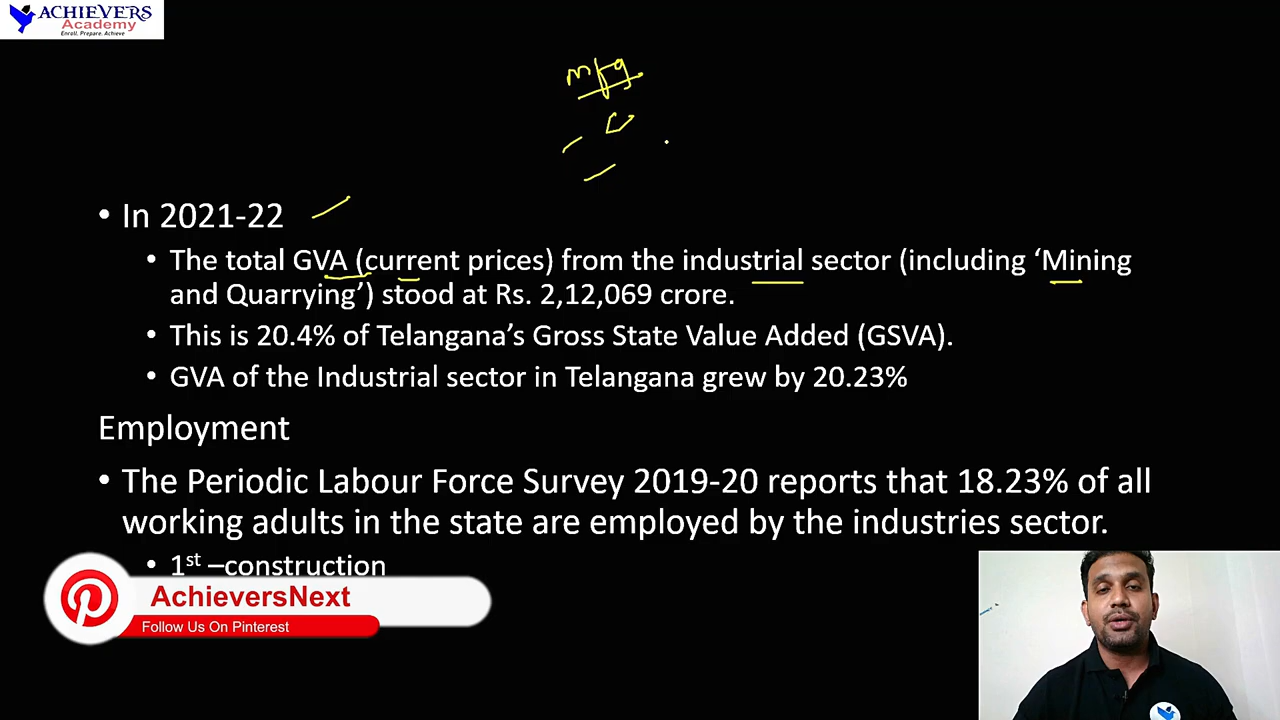 ACHIEVERS
Academy
Enroll. Prepare. Achieve
mfg
• In 2021-22
• The total GVA (current prices) from the industrial sector (including ‘Mining
and Quarrying’) stood at Rs. 2,12,069 crore.
• This is 20.4% of Telangana’s Gross State Value Added (GSVA).
• GVA of the Industrial sector in Telangana grew by 20.23%
Employment
• The Periodic Labour Force Survey 2019-20 reports that 18.23% of all
working adults in the state are employed by the industries sector.
• 1st –construction
AchieversNext
Follow Us On Pinterest